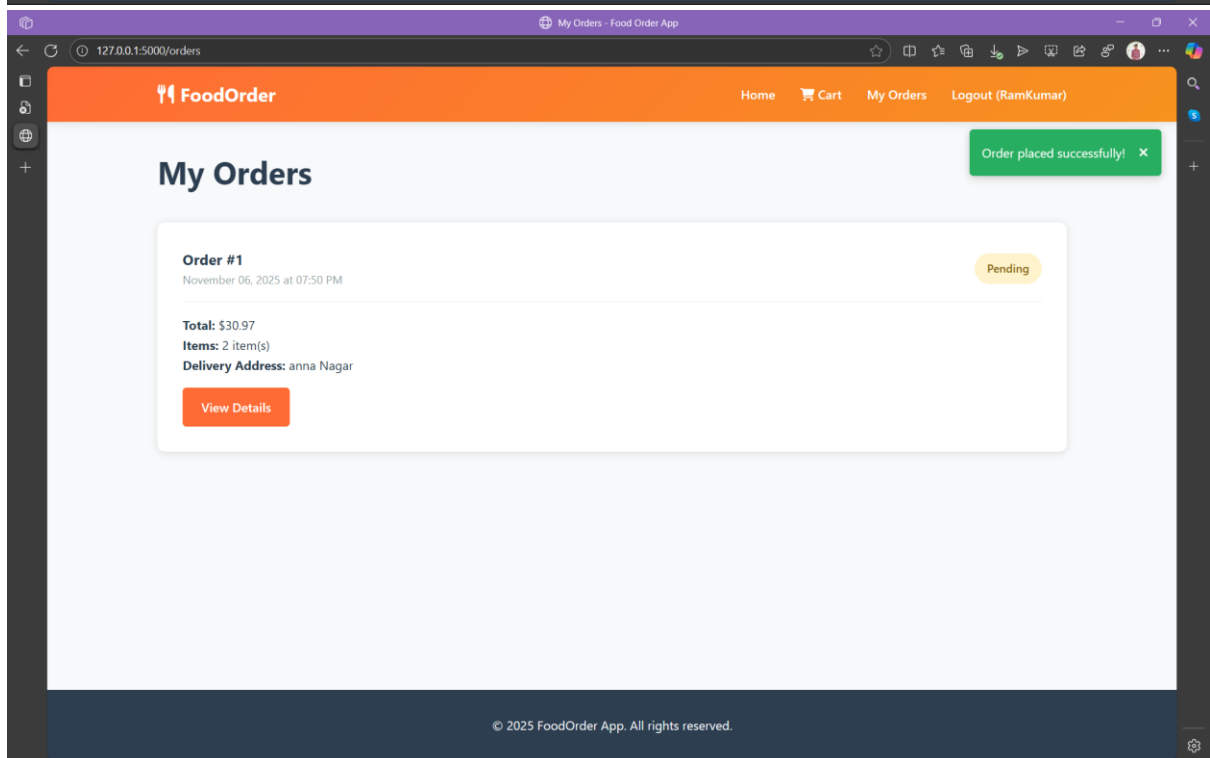 My Orders - Food Order App
127.0.0.1:5000/orders
FoodOrder
Home Cart My Orders Logout (RamKumar)
Order placed successfully! ×
My Orders
Order #1
November 06, 2025 at 07:50 PM
Pending
Total: $30.97
Items: 2 item(s)
Delivery Address: anna Nagar
View Details
© 2025 FoodOrder App. All rights reserved.